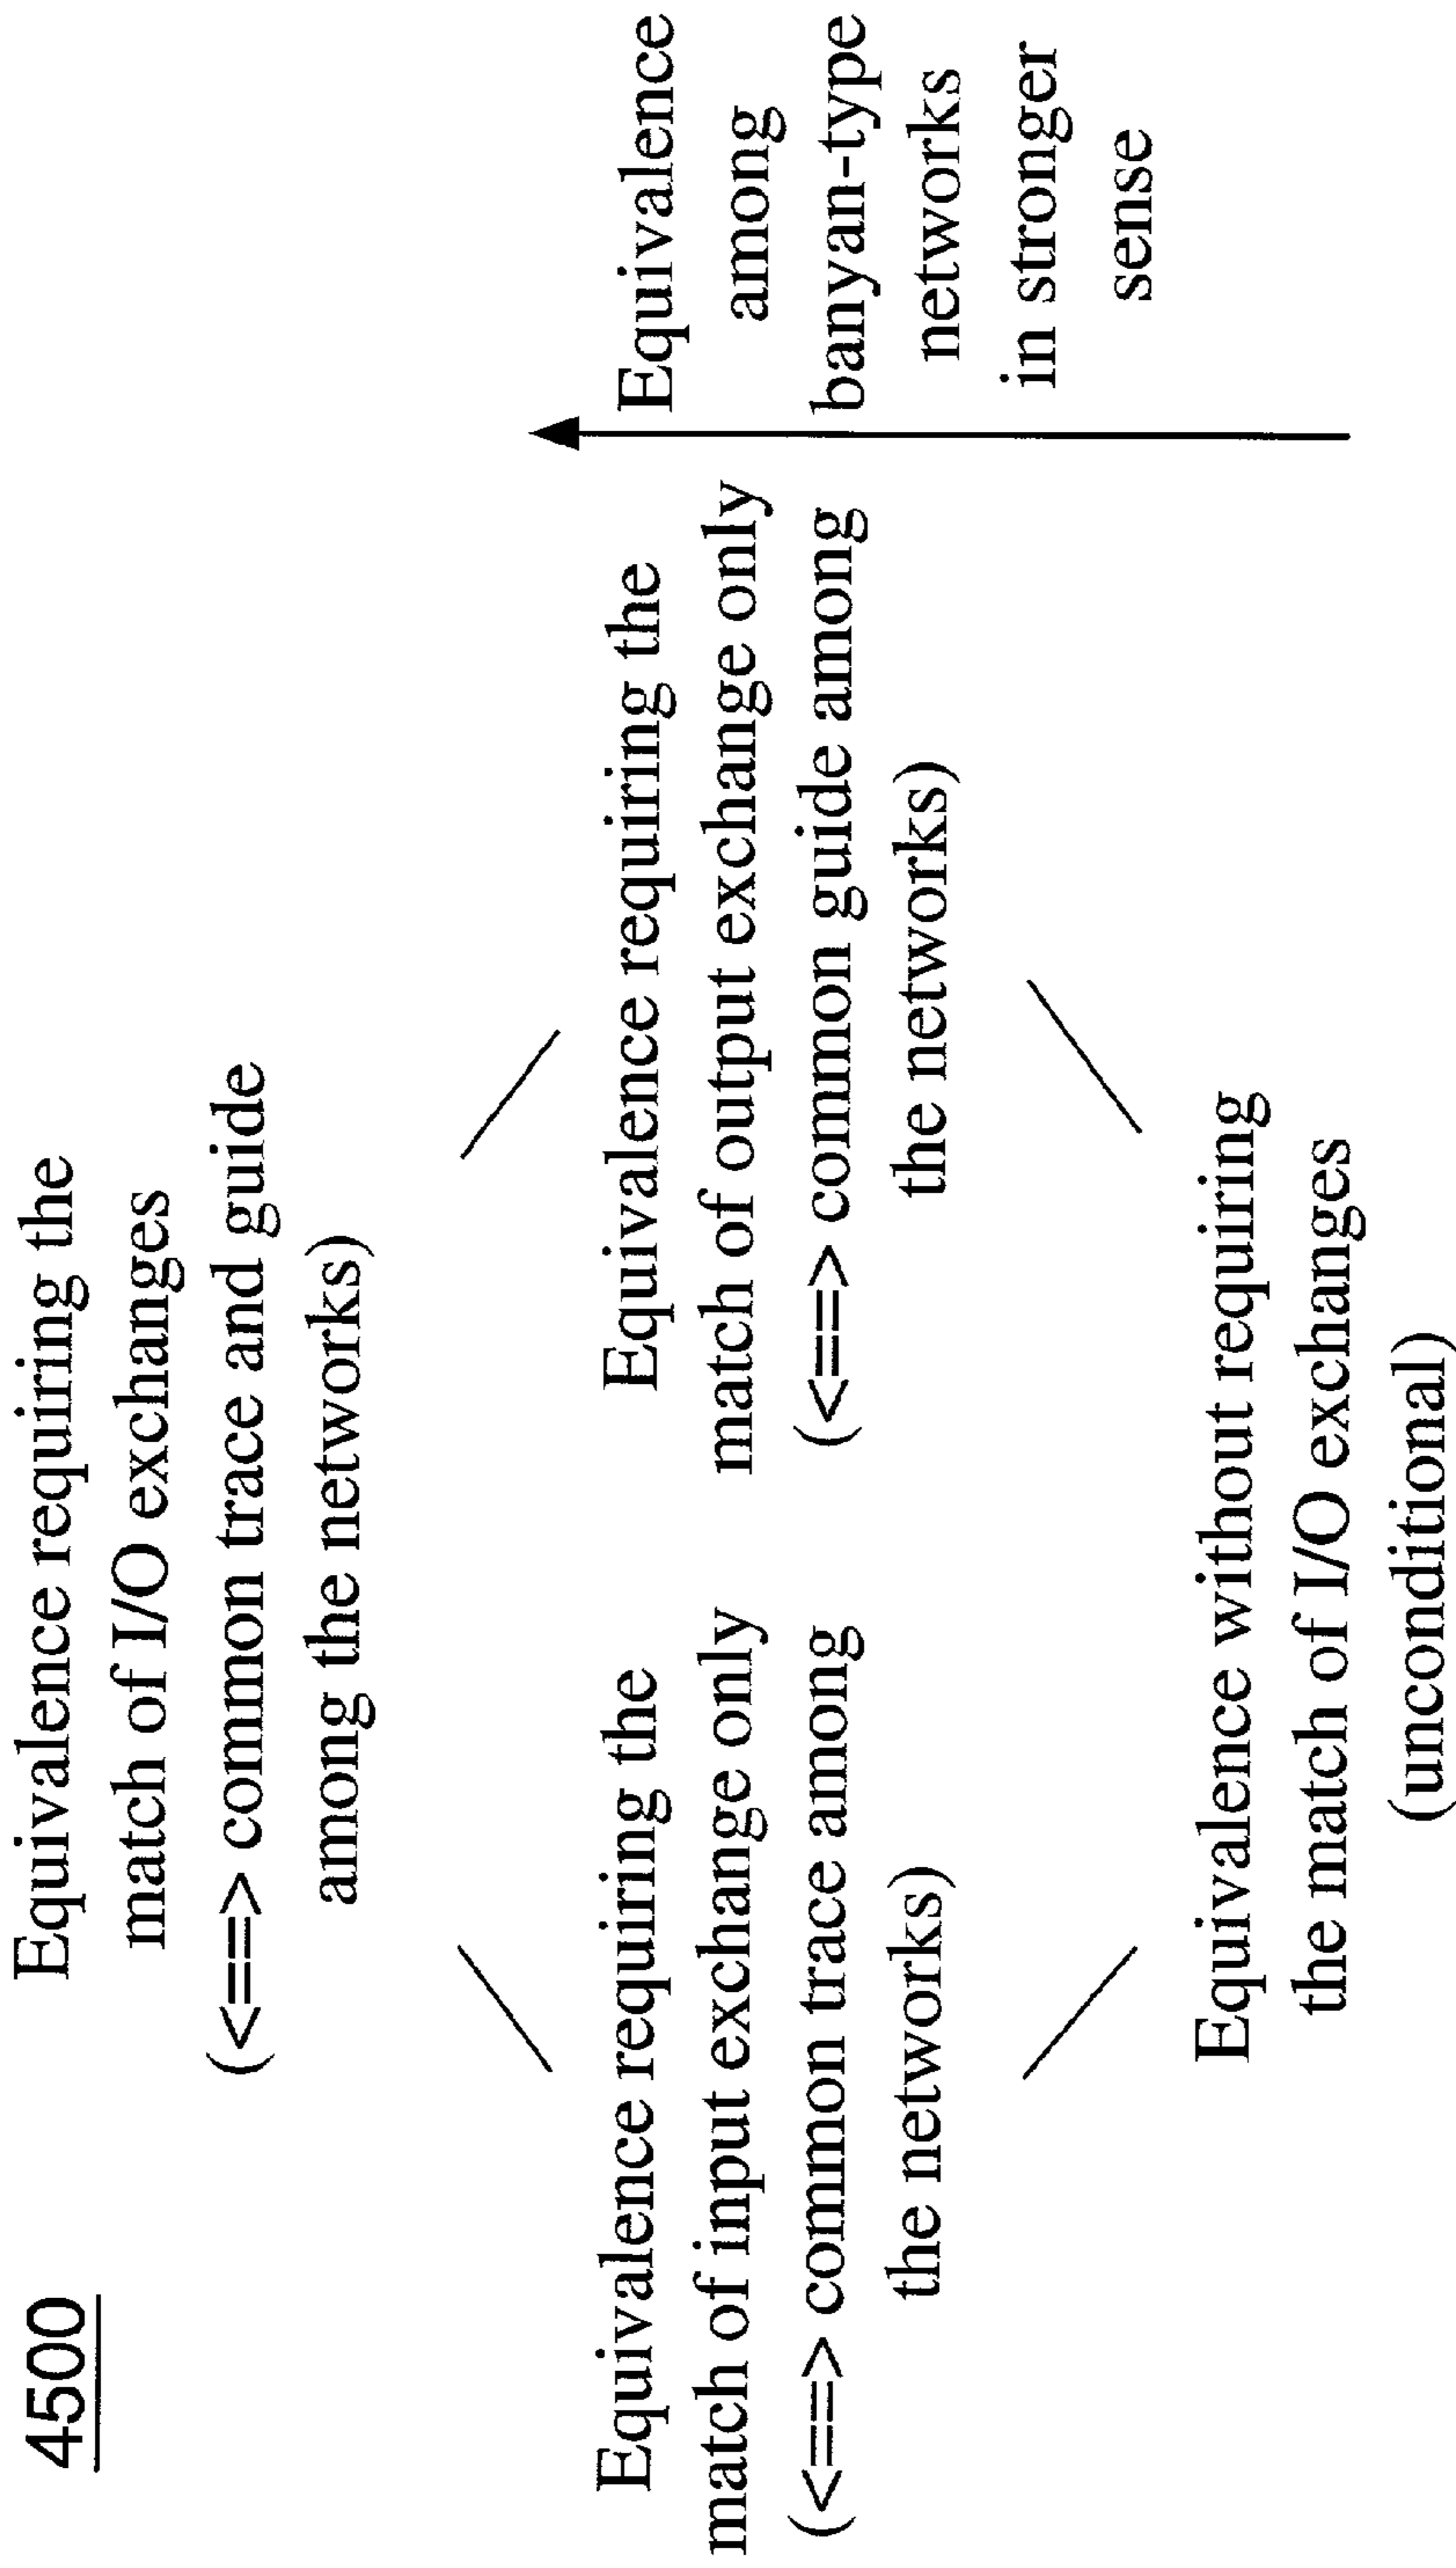 4500
Equivalence requiring the
match of I/O exchanges
(<==> common trace and guide
among the networks)
Equivalence requiring the
match of input exchange only
(<==> common trace among
the networks)
Equivalence requiring the
match of output exchange only
(<==> common guide among
the networks)
Equivalence
among
banyan-type
networks
in stronger
sense
Equivalence without requiring
the match of I/O exchanges
(unconditional)